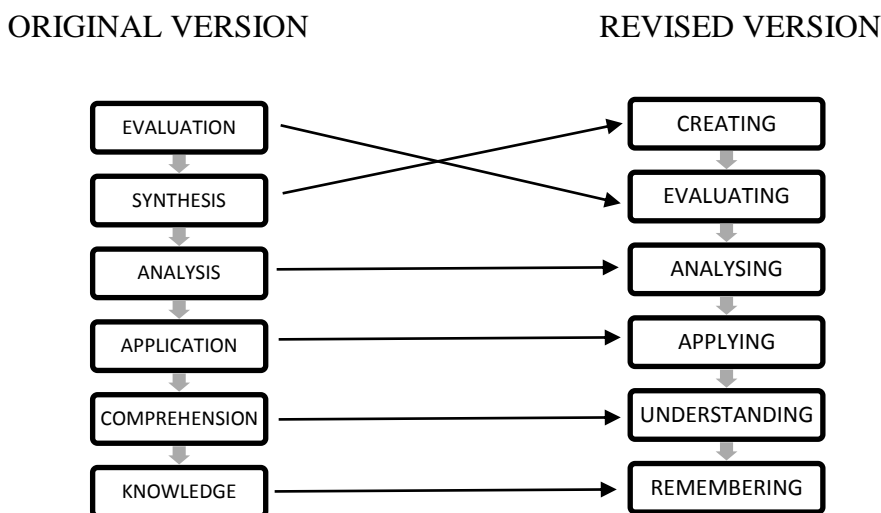 ORIGINAL VERSION REVISED VERSION
EVALUATION CREATING
SYNTHESIS EVALUATING
ANALYSIS ANALYSING
APPLICATION APPLYING
COMPREHENSION UNDERSTANDING
KNOWLEDGE REMEMBERING